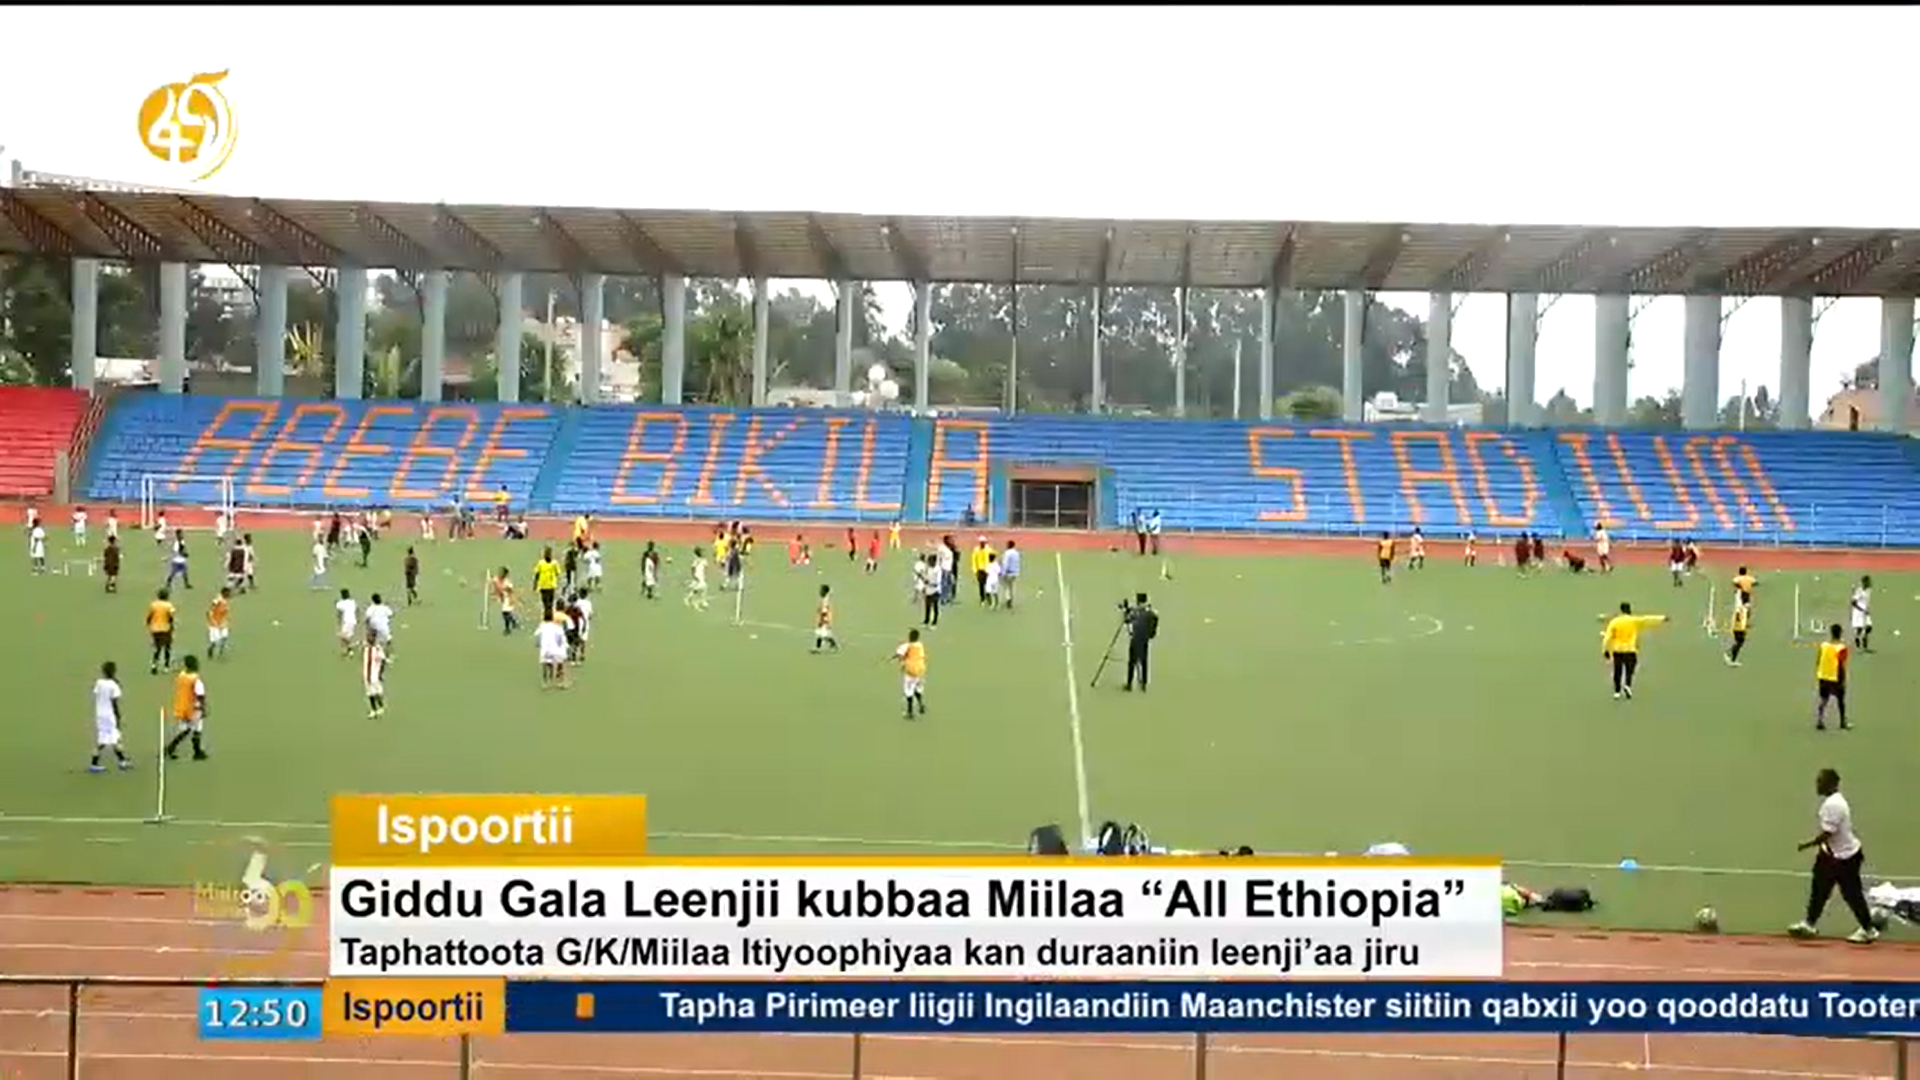 ABEBE BIKILA STADIUM
Ispoortii
Giddu Gala Leenjii kubbaa Miilaa “All Ethiopia”
Taphattoota G/K/Miilaa Itiyoophiyaa kan duraaniin leenji’aa jiru
12:50 Ispoortii Tapha Pirimeer liigii Ingilaandiin Maanchister siitiin qabxii yoo qooddatu Tooter